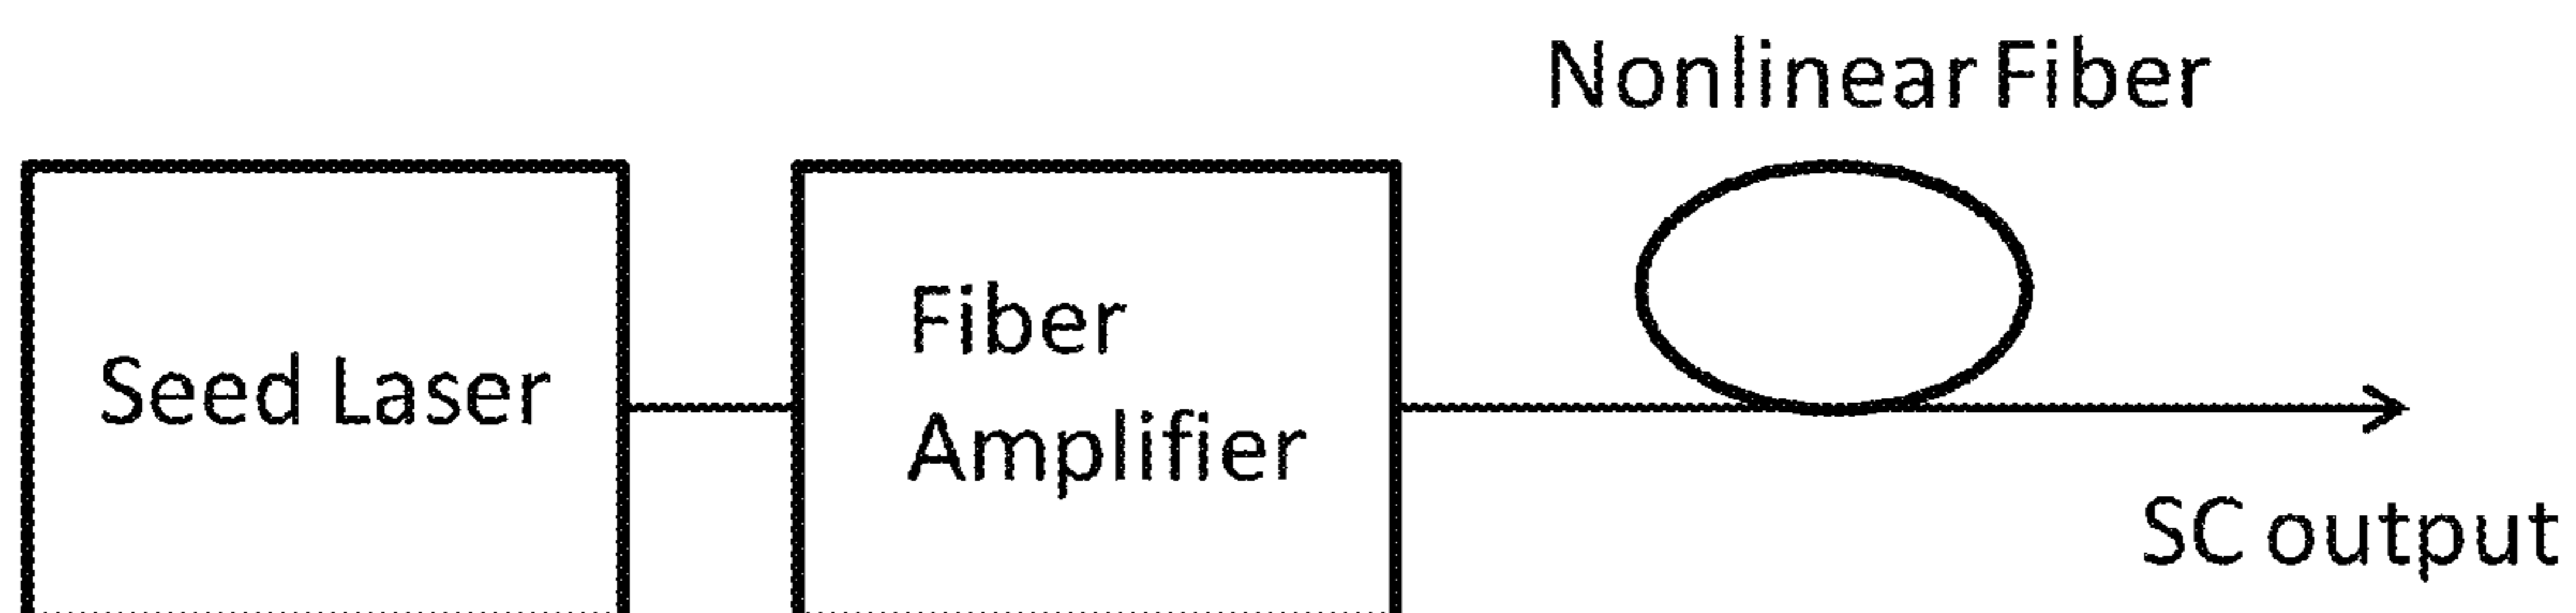 Nonlinear Fiber
Seed Laser
Fiber
Amplifier
SC output